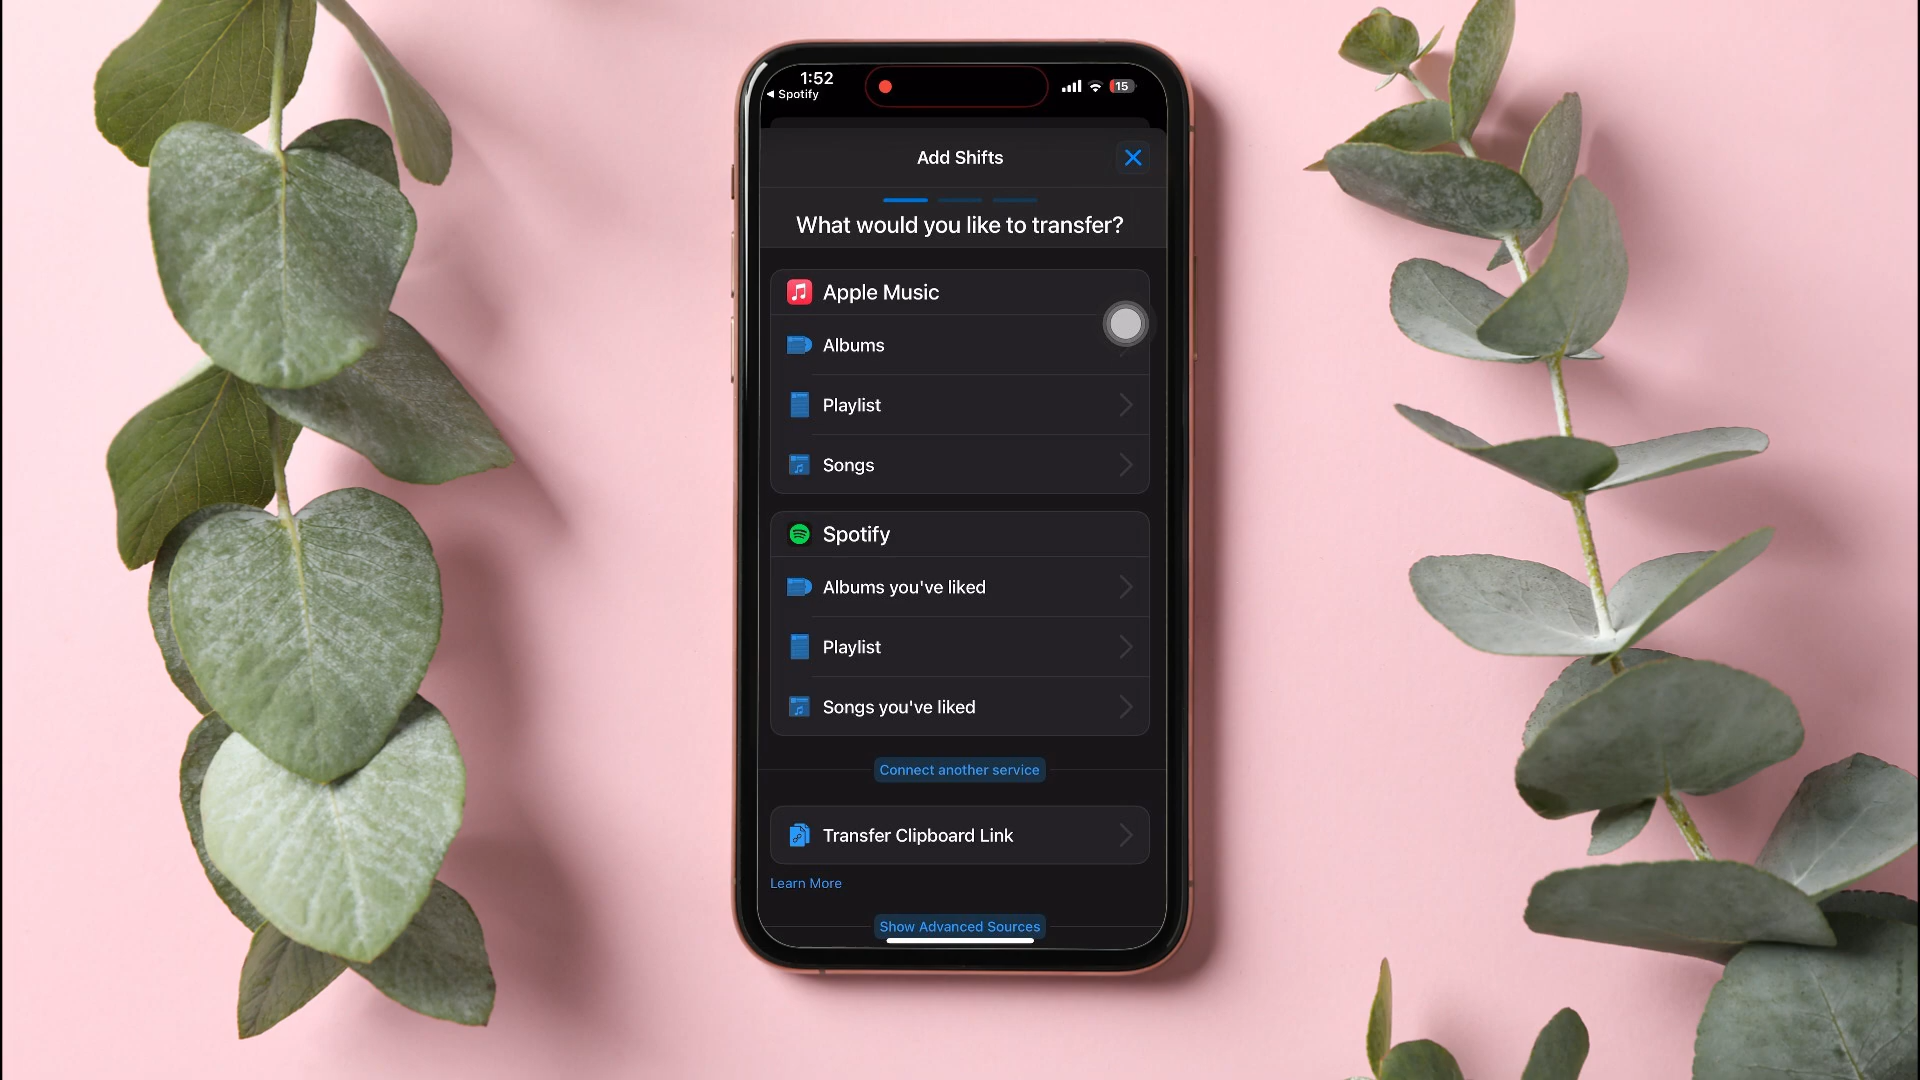 1:52
◀ Spotify
15
Add Shifts
What would you like to transfer?
Apple Music
Albums
Playlist
Songs
Spotify
Albums you've liked
Playlist
Songs you've liked
Connect another service
Transfer Clipboard Link
Learn More
Show Advanced Sources